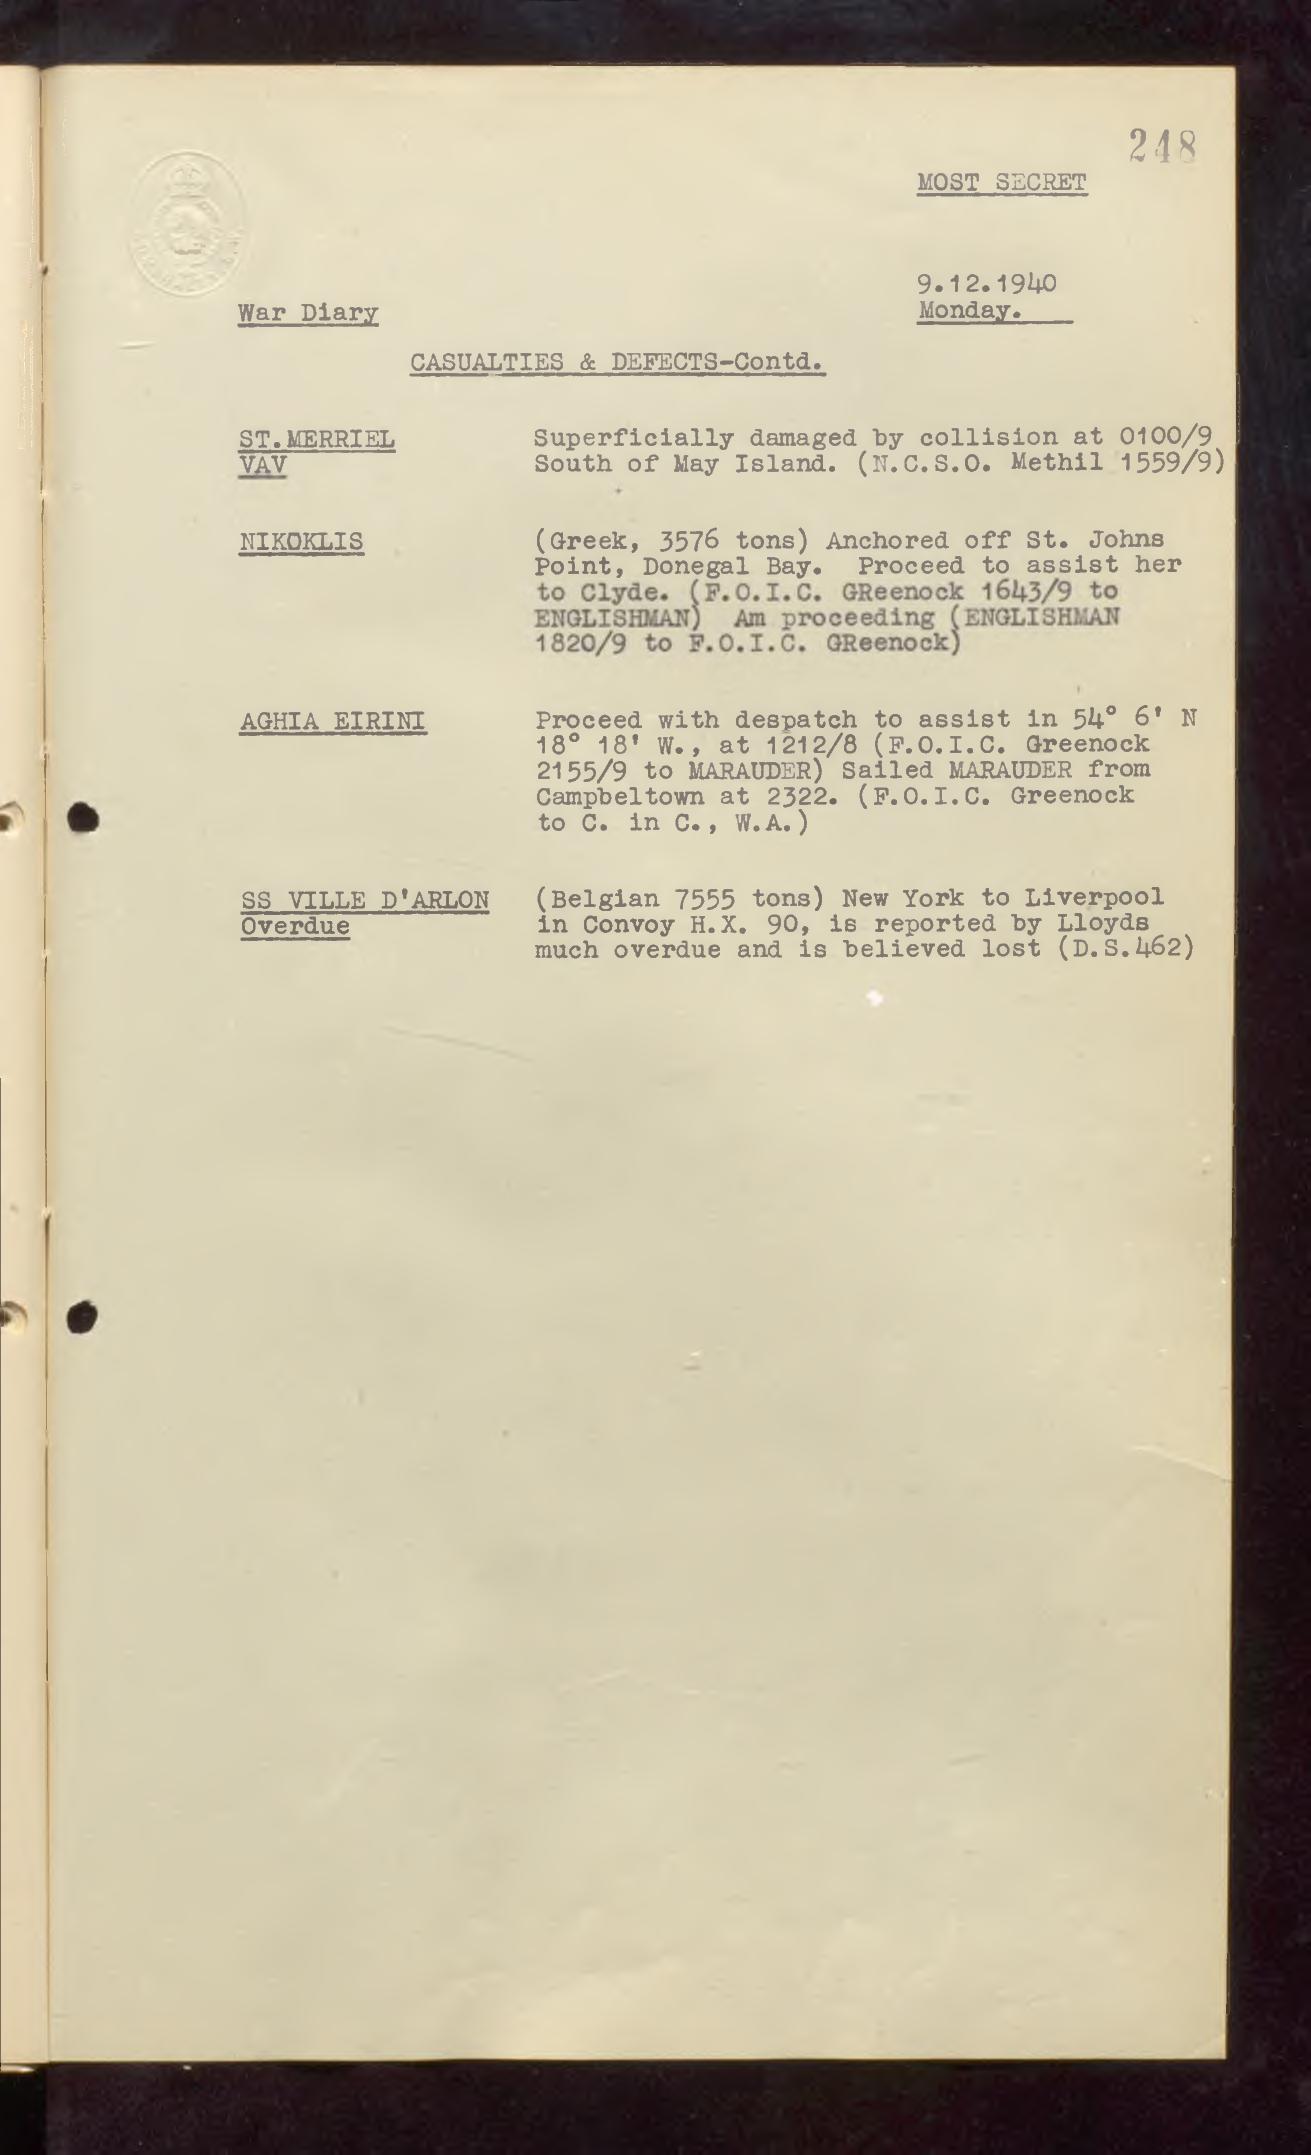 248
MOST SECRET
9.12.1940
War Diary
Monday.
CASUALTIES & DEFECTS-Contd.
ST.MERRIEL
VAV
Superficially damaged by collision at 0100/9
South of May Island. (N.C.S.O. Methil 1559/9)
NIKOKLIS
(Greek, 3576 tons) Anchored off St. Johns
Point, Donegal Bay. Proceed to assist her
to Clyde. (F.O.I.C. GReenock 1643/9 to
ENGLISHMAN) Am proceeding (ENGLISHMAN
1820/9 to F.O.I.C. GReenock)
AGHIA EIRINI
Proceed with despatch to assist in 54° 6' N
18° 18' W., at 1212/8 (F.O.I.C. Greenock
2155/9 to MARAUDER) Sailed MARAUDER from
Campbeltown at 2322. (F.O.I.C. Greenock
to C. in C., W.A.)
SS VILLE D'ARLON
Overdue
(Belgian 7555 tons) New York to Liverpool
in Convoy H.X. 90, is reported by Lloyds
much overdue and is believed lost (D.S.462)